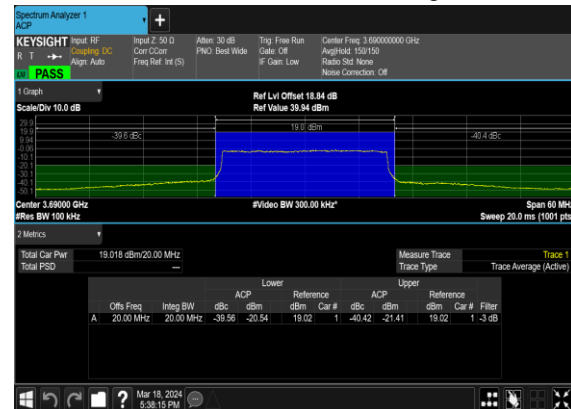 Spectrum Analyzer 1
ACP
+
KEYSIGHT Input: RF Input Z: 50 Ω Atten: 30 dB Trig: Free Run Center Freq: 3.690000000 GHz
R T Coupling: DC Corr CCorr PNO: Best Wide Gate: Off Avg|Hold: 150/150
Align: Auto Freq Ref: Int (S) IF Gain: Low Radio Std: None
PASS Noise Correction: Off
1 Graph Ref Lvl Offset 18.84 dB
Scale/Div 10.0 dB Ref Value 39.94 dBm
29.9
19.9 19.0 dBm
9.94 -39.6 dBc -40.4 dBc
-0.06
-10.1
-20.1
-30.1
-40.1
-50.1
Center 3.69000 GHz #Video BW 300.00 kHz* Span 60 MHz
#Res BW 100 kHz Sweep 20.0 ms (1001 pts
2 Metrics
Total Car Pwr 19.018 dBm/20.00 MHz Measure Trace Trace 1
Total PSD --- Trace Type Trace Average (Active)
Lower Upper
ACP Reference ACP Reference
Offs Freq Integ BW dBc dBm dBm Car # dBc dBm dBm Car # Filter
A 20.00 MHz 20.00 MHz -39.56 -20.54 19.02 1 -40.42 -21.41 19.02 1 -3 dB
? Mar 18, 2024
5:38:15 PM